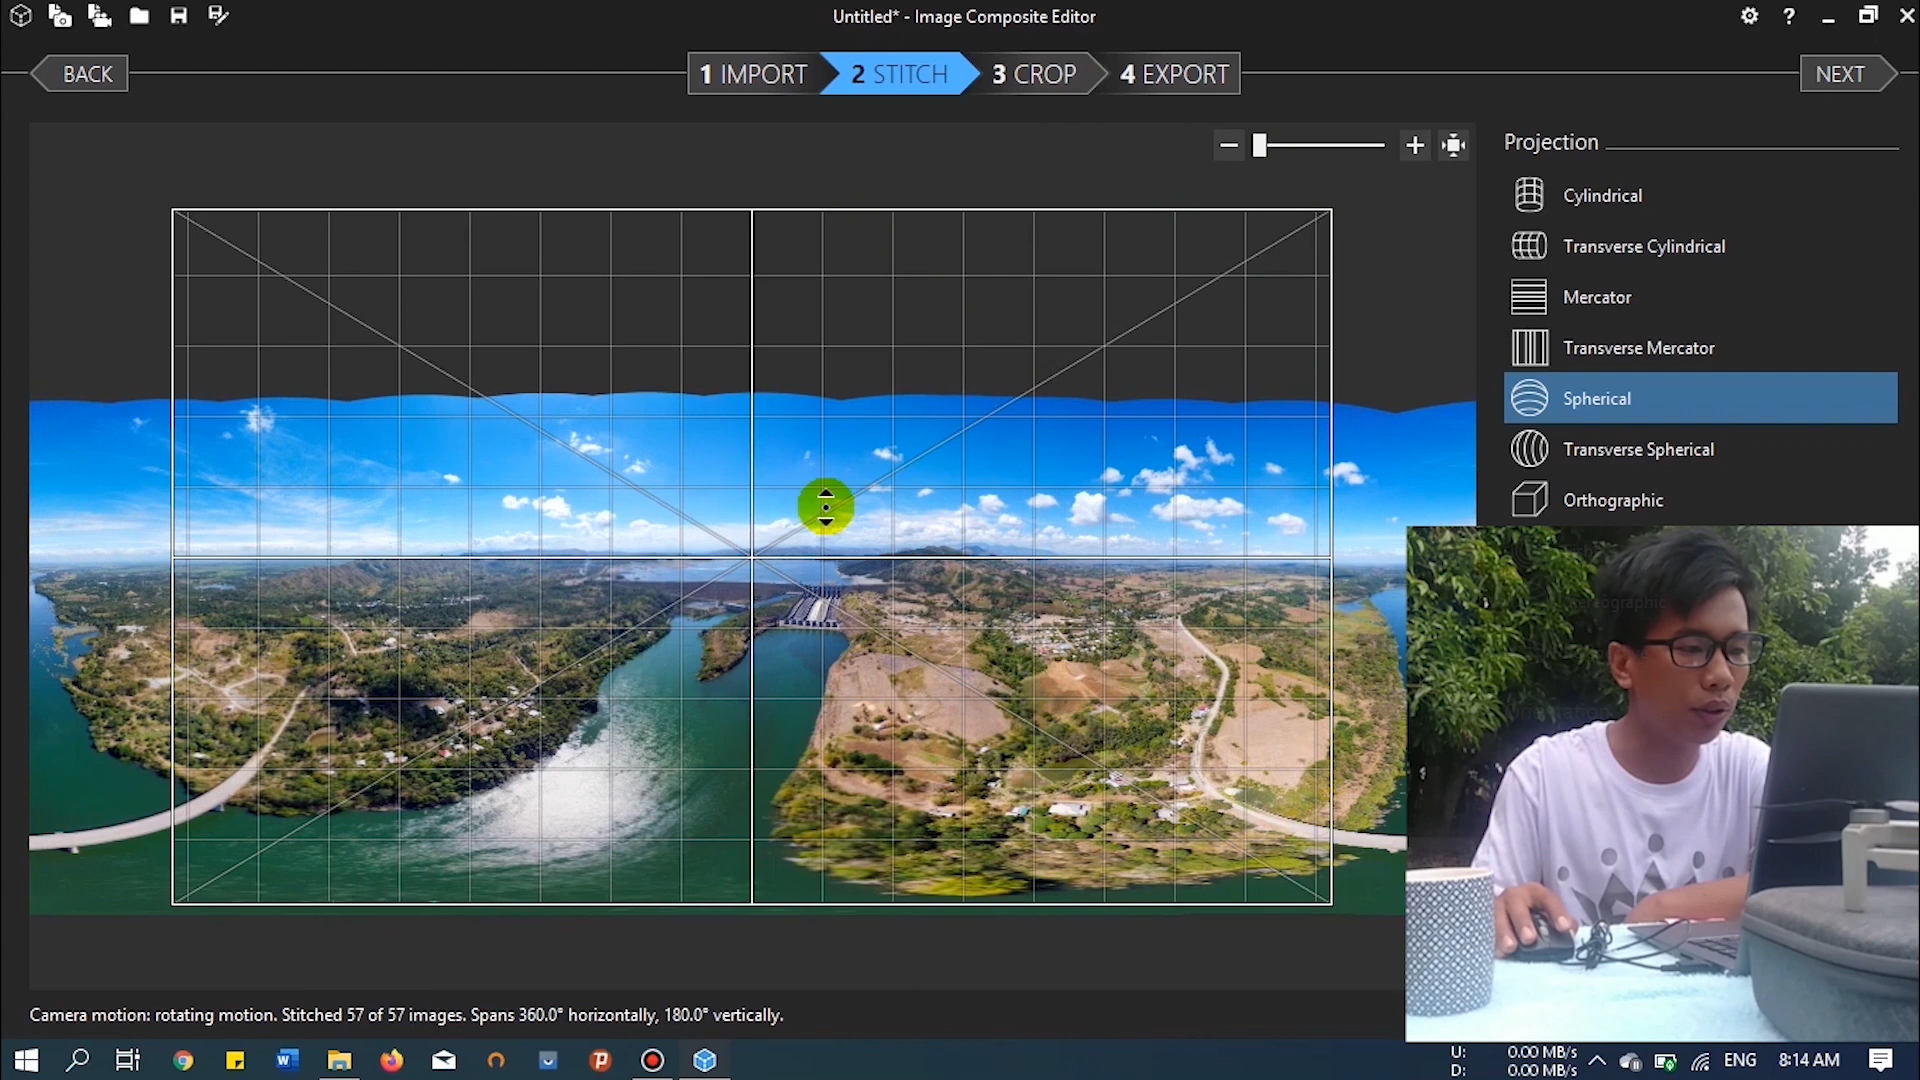 Untitled* - Image Composite Editor
BACK
1 IMPORT
2 STITCH
3 CROP
4 EXPORT
NEXT
Projection
Cylindrical
Transverse Cylindrical
Mercator
Transverse Mercator
Spherical
Transverse Spherical
Orthographic
Camera motion: rotating motion. Stitched 57 of 57 images. Spans 360.0° horizontally, 180.0° vertically.
U: 0.00 MB/s
D: 0.00 MB/s
ENG
8:14 AM